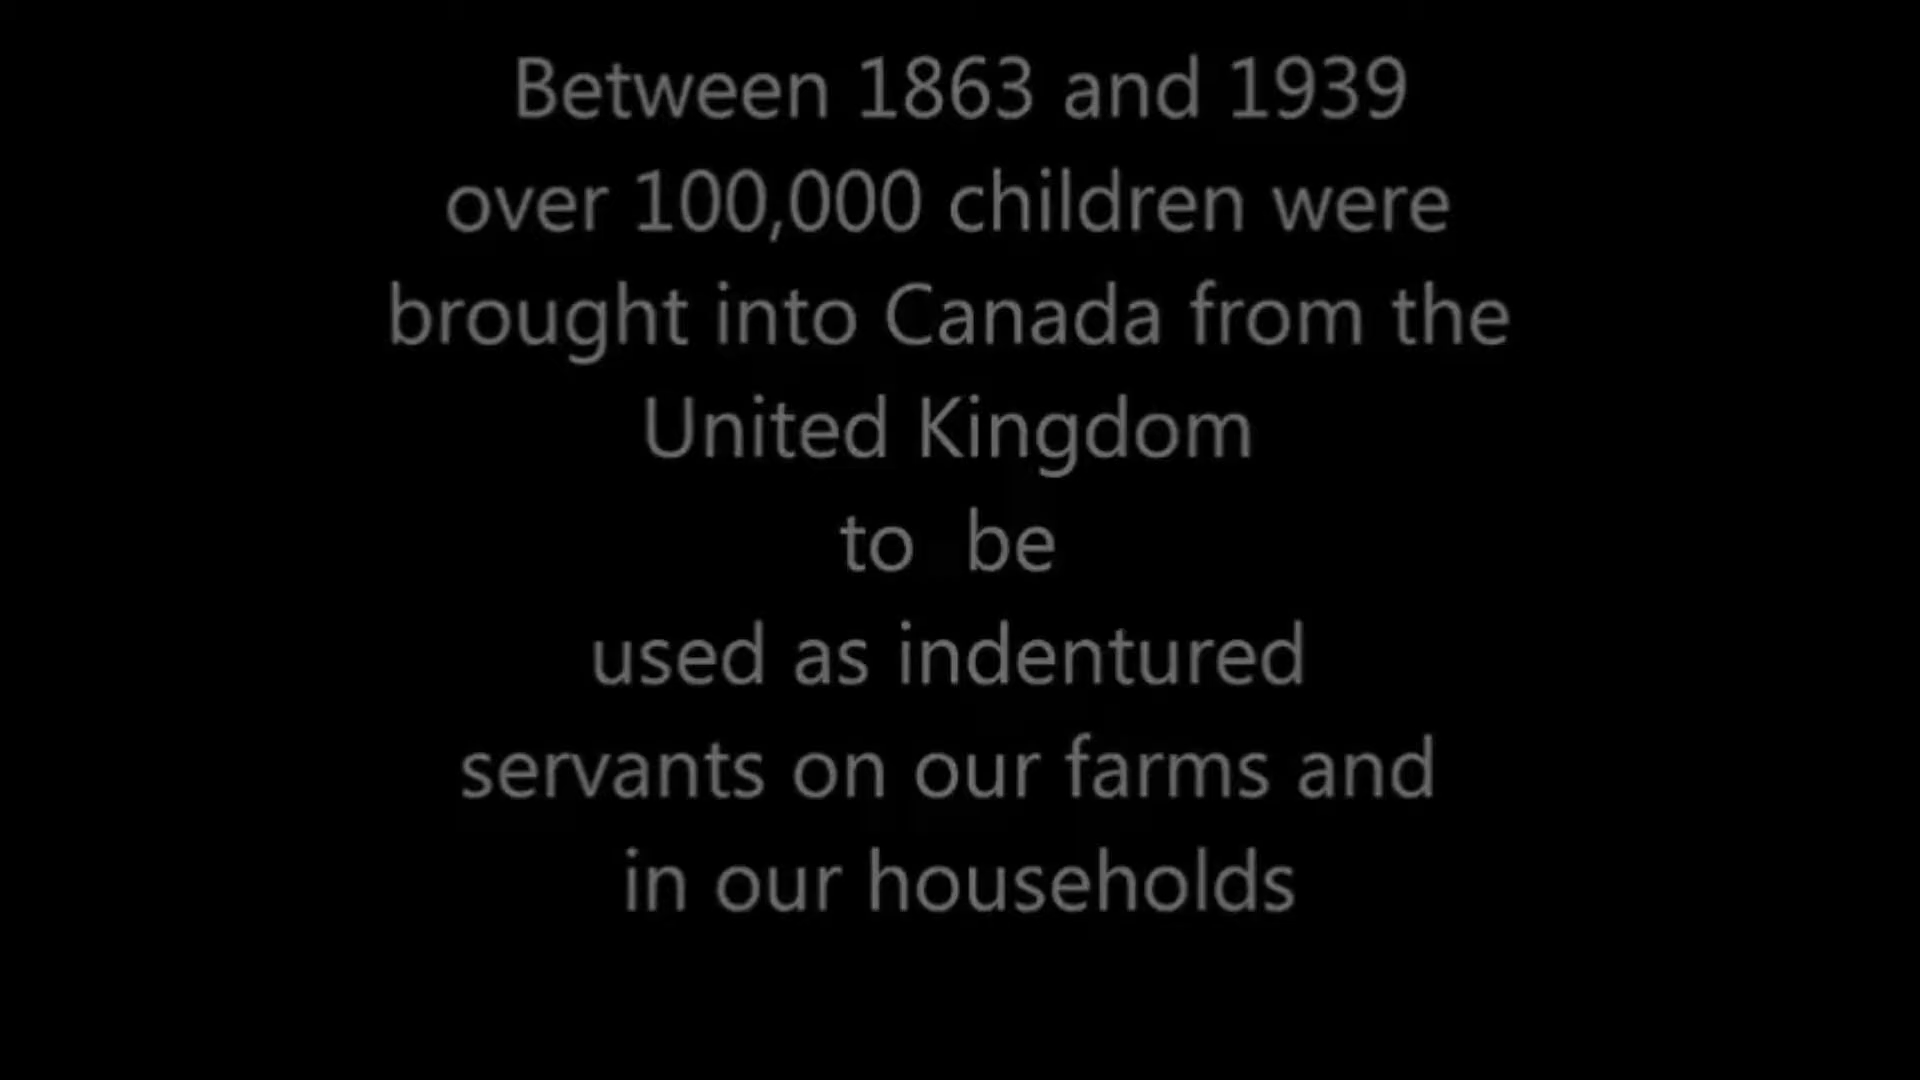 Between 1863 and 1939
over 100,000 children were
brought into Canada from the
United Kingdom
to  be
used as indentured
servants on our farms and
in our households